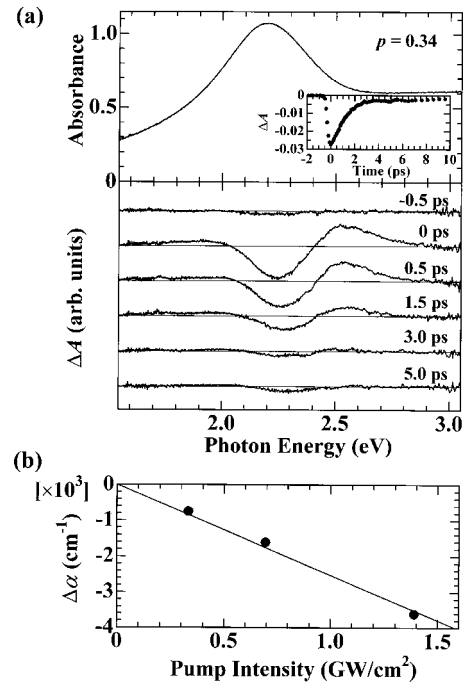 (a)
p = 0.34
Absorbance
1.0
0.5
0
ΔA
0
-0.01
-0.02
-0.03
-2 0 2 4 6 8 10
Time (ps)
ΔA (arb. units)
-0.5 ps
0 ps
0.5 ps
1.5 ps
3.0 ps
5.0 ps
2.0 2.5 3.0
Photon Energy (eV)
(b)
[×10³]
Δα (cm⁻¹)
0
-1
-2
-3
-4
0 0.5 1.0 1.5
Pump Intensity (GW/cm²)